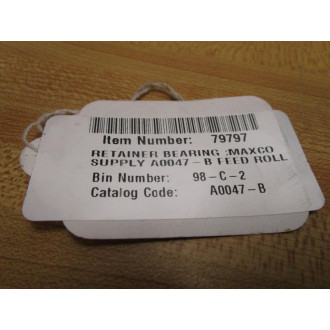 Item Number: 79797
RETAINER BEARING :MAXCO
SUPPLY A0047-B FEED ROLL
Bin Number: 98-C-2
Catalog Code: A0047-B